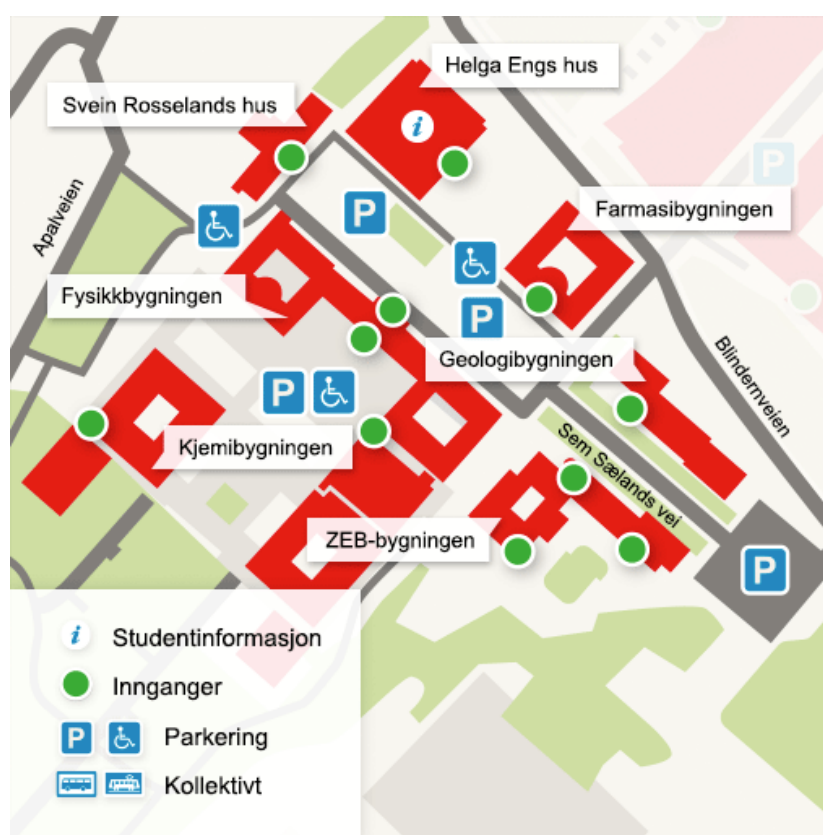 Helga Engs hus
Svein Rosselands hus
i
P
P
Farmasibygningen
Apalveien
Fysikkbygningen
P
Geologibygningen
Blindernveien
P
Kjemibygningen
Sem Sælands vei
ZEB-bygningen
P
i Studentinformasjon
Innganger
P Parkering
Kollektivt